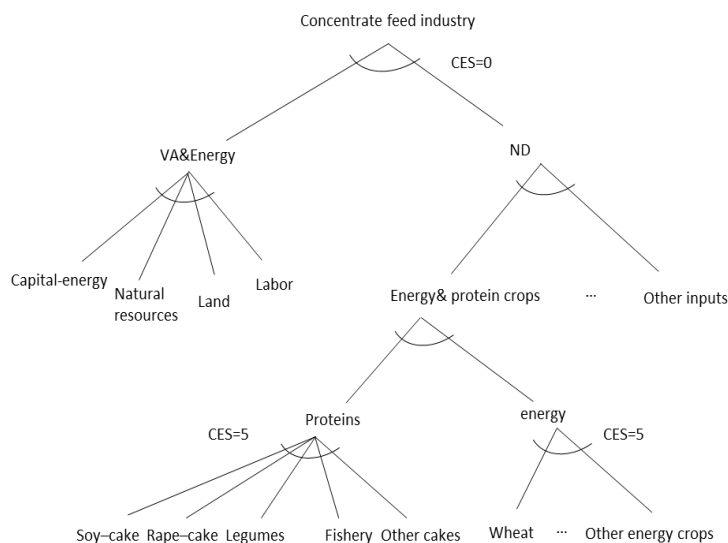 Concentrate feed industry
CES=0
VA&Energy
ND
Capital-energy
Natural
resources
Land
Labor
Energy& protein crops
...
Other inputs
Proteins
energy
CES=5
CES=5
Soy–cake
Rape–cake
Legumes
Fishery
Other cakes
Wheat
...
Other energy crops